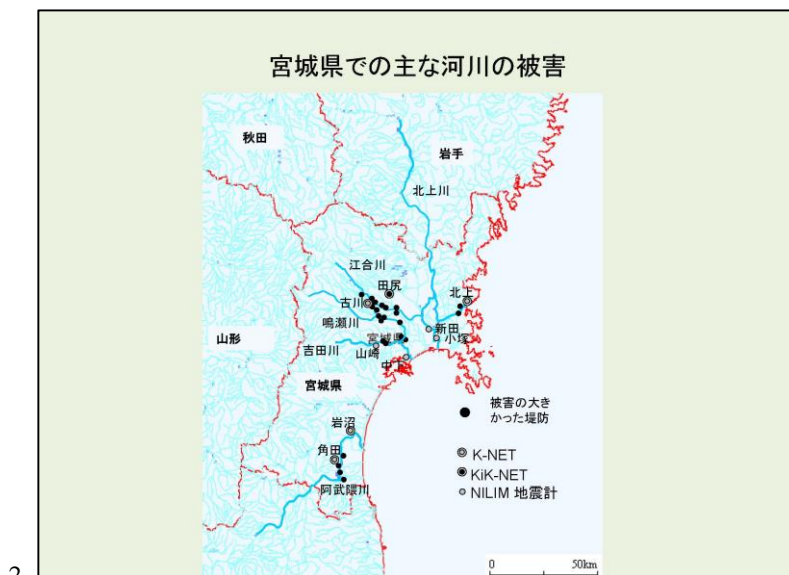 宮城県での主な河川の被害
秋田
岩手
北上川
江合川
田尻
北上
古川
鳴瀬川
新田
宮城県
小塚
山形
吉田川
山崎
中下
宮城県
被害の大き
かった堤防
岩沼
角田
K-NET
KiK-NET
NILIM 地震計
阿武隈川
0 50km
2